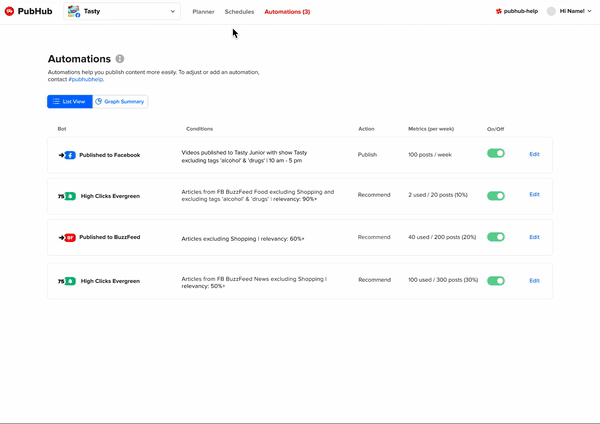 PubHub
Tasty
Planner
Schedules
Automations (3)
pubhub-help
Hi Name!
Automations
Automations help you publish content more easily. To adjust or add an automation,
contact #pubhubhelp.
List View
Graph Summary
Bot
Conditions
Action
Metrics (per week)
On/Off
Published to Facebook
Videos published to Tasty Junior with show Tasty
excluding tags 'alcohol' & 'drugs' | 10 am - 5 pm
Publish
100 posts / week
Edit
75
High Clicks Evergreen
Articles from FB BuzzFeed Food excluding Shopping and
excluding tags 'alcohol' & 'drugs' | relevancy: 90%+
Recommend
2 used / 20 posts (10%)
Edit
Published to BuzzFeed
Articles excluding Shopping | relevancy: 60%+
Recommend
40 used / 200 posts (20%)
Edit
75
High Clicks Evergreen
Articles from FB BuzzFeed News excluding Shopping |
relevancy: 50%+
Recommend
100 used / 300 posts (30%)
Edit